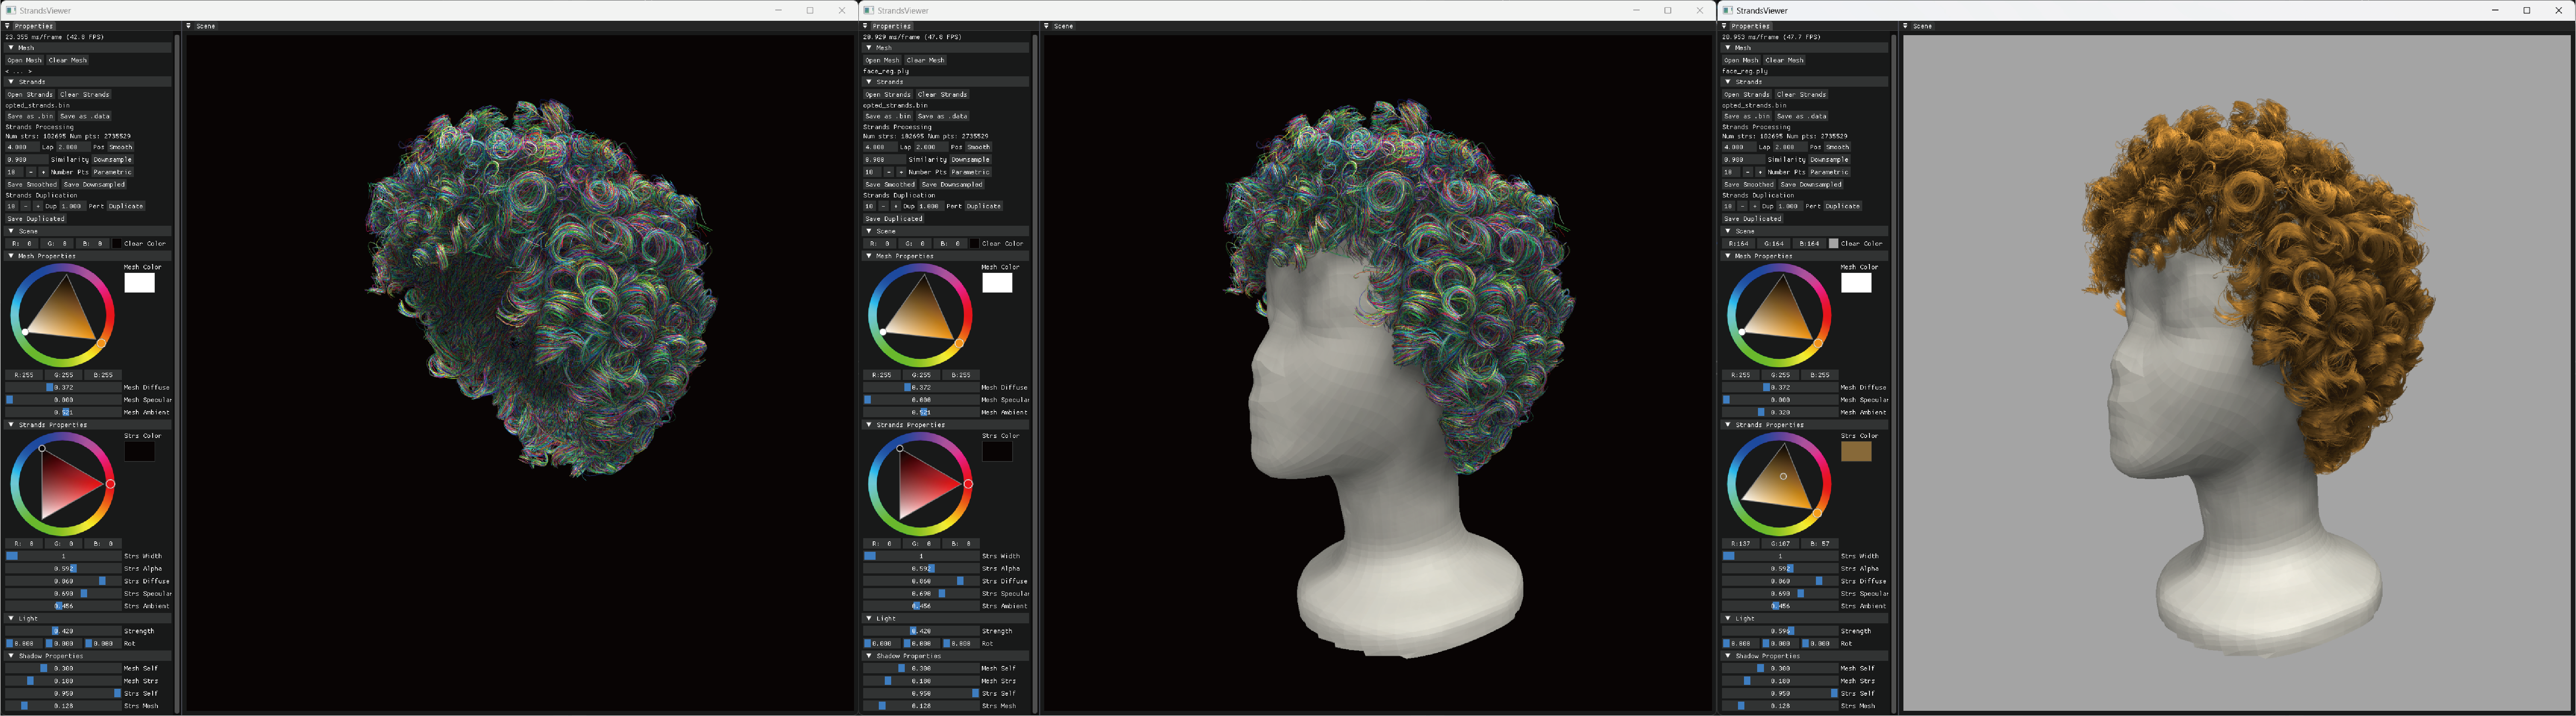 StrandsViewer
Properties
Scene
23.355 ms/frame (42.8 FPS)
Mesh
Open Mesh Clear Mesh
< ... >
Strands
Open Strands Clear Strands
opted_strands.bin
Save as .bin Save as .data
Strands Processing
Num strs: 102695 Num pts: 2735529
4.000 Lap 2.000 Pos Smooth
0.900 Similarity Downsample
10 - + Number Pts Parametric
Save Smoothed Save Downsampled
Strands Duplication
10 - + Dup 1.000 Pert Duplicate
Save Duplicated
Scene
R: 0 G: 0 B: 0 Clear Color
Mesh Properties
Mesh Color
R:255 G:255 B:255
0.372 Mesh Diffuse
0.000 Mesh Specular
0.521 Mesh Ambient
Strands Properties
Strs Color
R: 0 G: 0 B: 0
1 Strs Width
0.592 Strs Alpha
0.860 Strs Diffuse
0.690 Strs Specular
0.456 Strs Ambient
Light
0.420 Strength
0.000 0.000 0.000 Rot
Shadow Properties
0.300 Mesh Self
0.180 Mesh Strs
0.950 Strs Self
0.128 Strs Mesh
StrandsViewer
Properties
Scene
20.929 ms/frame (47.8 FPS)
Mesh
Open Mesh Clear Mesh
face_reg.ply
Strands
Open Strands Clear Strands
opted_strands.bin
Save as .bin Save as .data
Strands Processing
Num strs: 102695 Num pts: 2735529
4.000 Lap 2.000 Pos Smooth
0.900 Similarity Downsample
10 - + Number Pts Parametric
Save Smoothed Save Downsampled
Strands Duplication
10 - + Dup 1.000 Pert Duplicate
Save Duplicated
Scene
R: 0 G: 0 B: 0 Clear Color
Mesh Properties
Mesh Color
R:255 G:255 B:255
0.372 Mesh Diffuse
0.000 Mesh Specular
0.521 Mesh Ambient
Strands Properties
Strs Color
R: 0 G: 0 B: 0
1 Strs Width
0.592 Strs Alpha
0.860 Strs Diffuse
0.690 Strs Specular
0.456 Strs Ambient
Light
0.420 Strength
0.000 0.000 0.000 Rot
Shadow Properties
0.300 Mesh Self
0.180 Mesh Strs
0.950 Strs Self
0.128 Strs Mesh
StrandsViewer
Properties
Scene
20.953 ms/frame (47.7 FPS)
Mesh
Open Mesh Clear Mesh
face_reg.ply
Strands
Open Strands Clear Strands
opted_strands.bin
Save as .bin Save as .data
Strands Processing
Num strs: 102695 Num pts: 2735529
4.000 Lap 2.000 Pos Smooth
0.900 Similarity Downsample
10 - + Number Pts Parametric
Save Smoothed Save Downsampled
Strands Duplication
10 - + Dup 1.000 Pert Duplicate
Save Duplicated
Scene
R:164 G:164 B:164 Clear Color
Mesh Properties
Mesh Color
R:255 G:255 B:255
0.372 Mesh Diffuse
0.000 Mesh Specular
0.320 Mesh Ambient
Strands Properties
Strs Color
R:137 G:107 B: 57
1 Strs Width
0.592 Strs Alpha
0.860 Strs Diffuse
0.690 Strs Specular
0.456 Strs Ambient
Light
0.596 Strength
0.000 0.000 0.000 Rot
Shadow Properties
0.300 Mesh Self
0.180 Mesh Strs
0.950 Strs Self
0.128 Strs Mesh